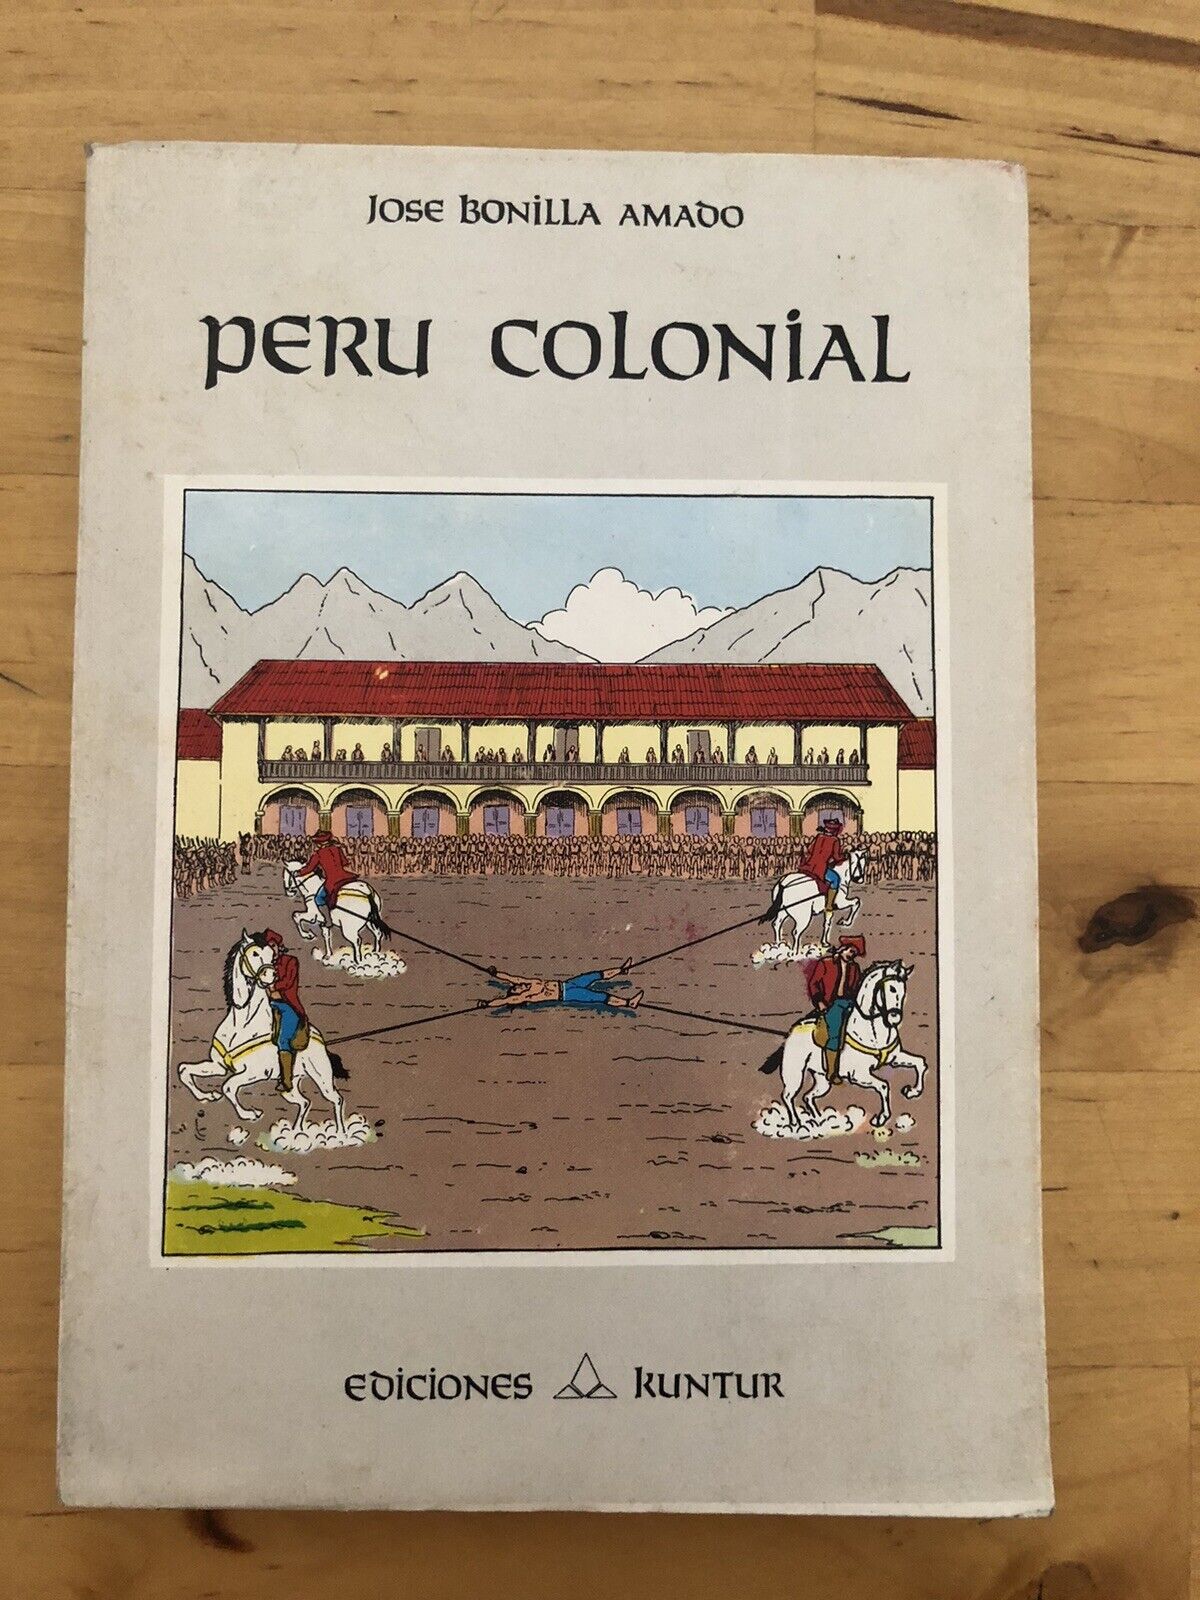 JOSE BONILLA AMADO
PERU COLONIAL
EDICIONES KUNTUR